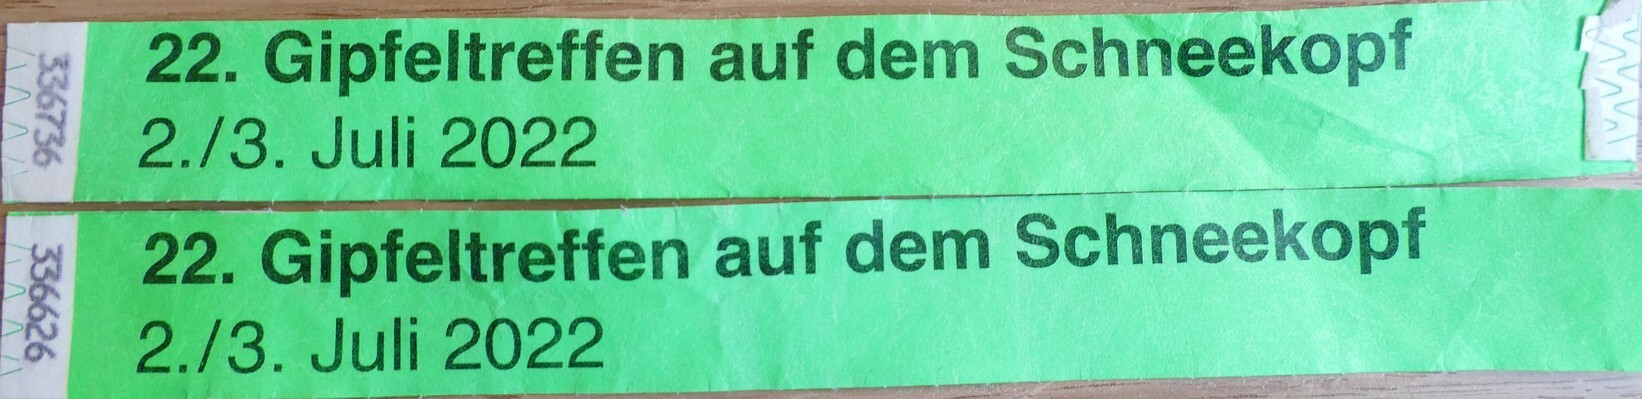 336736
22. Gipfeltreffen auf dem Schneekopf
2./3. Juli 2022
336626
22. Gipfeltreffen auf dem Schneekopf
2./3. Juli 2022